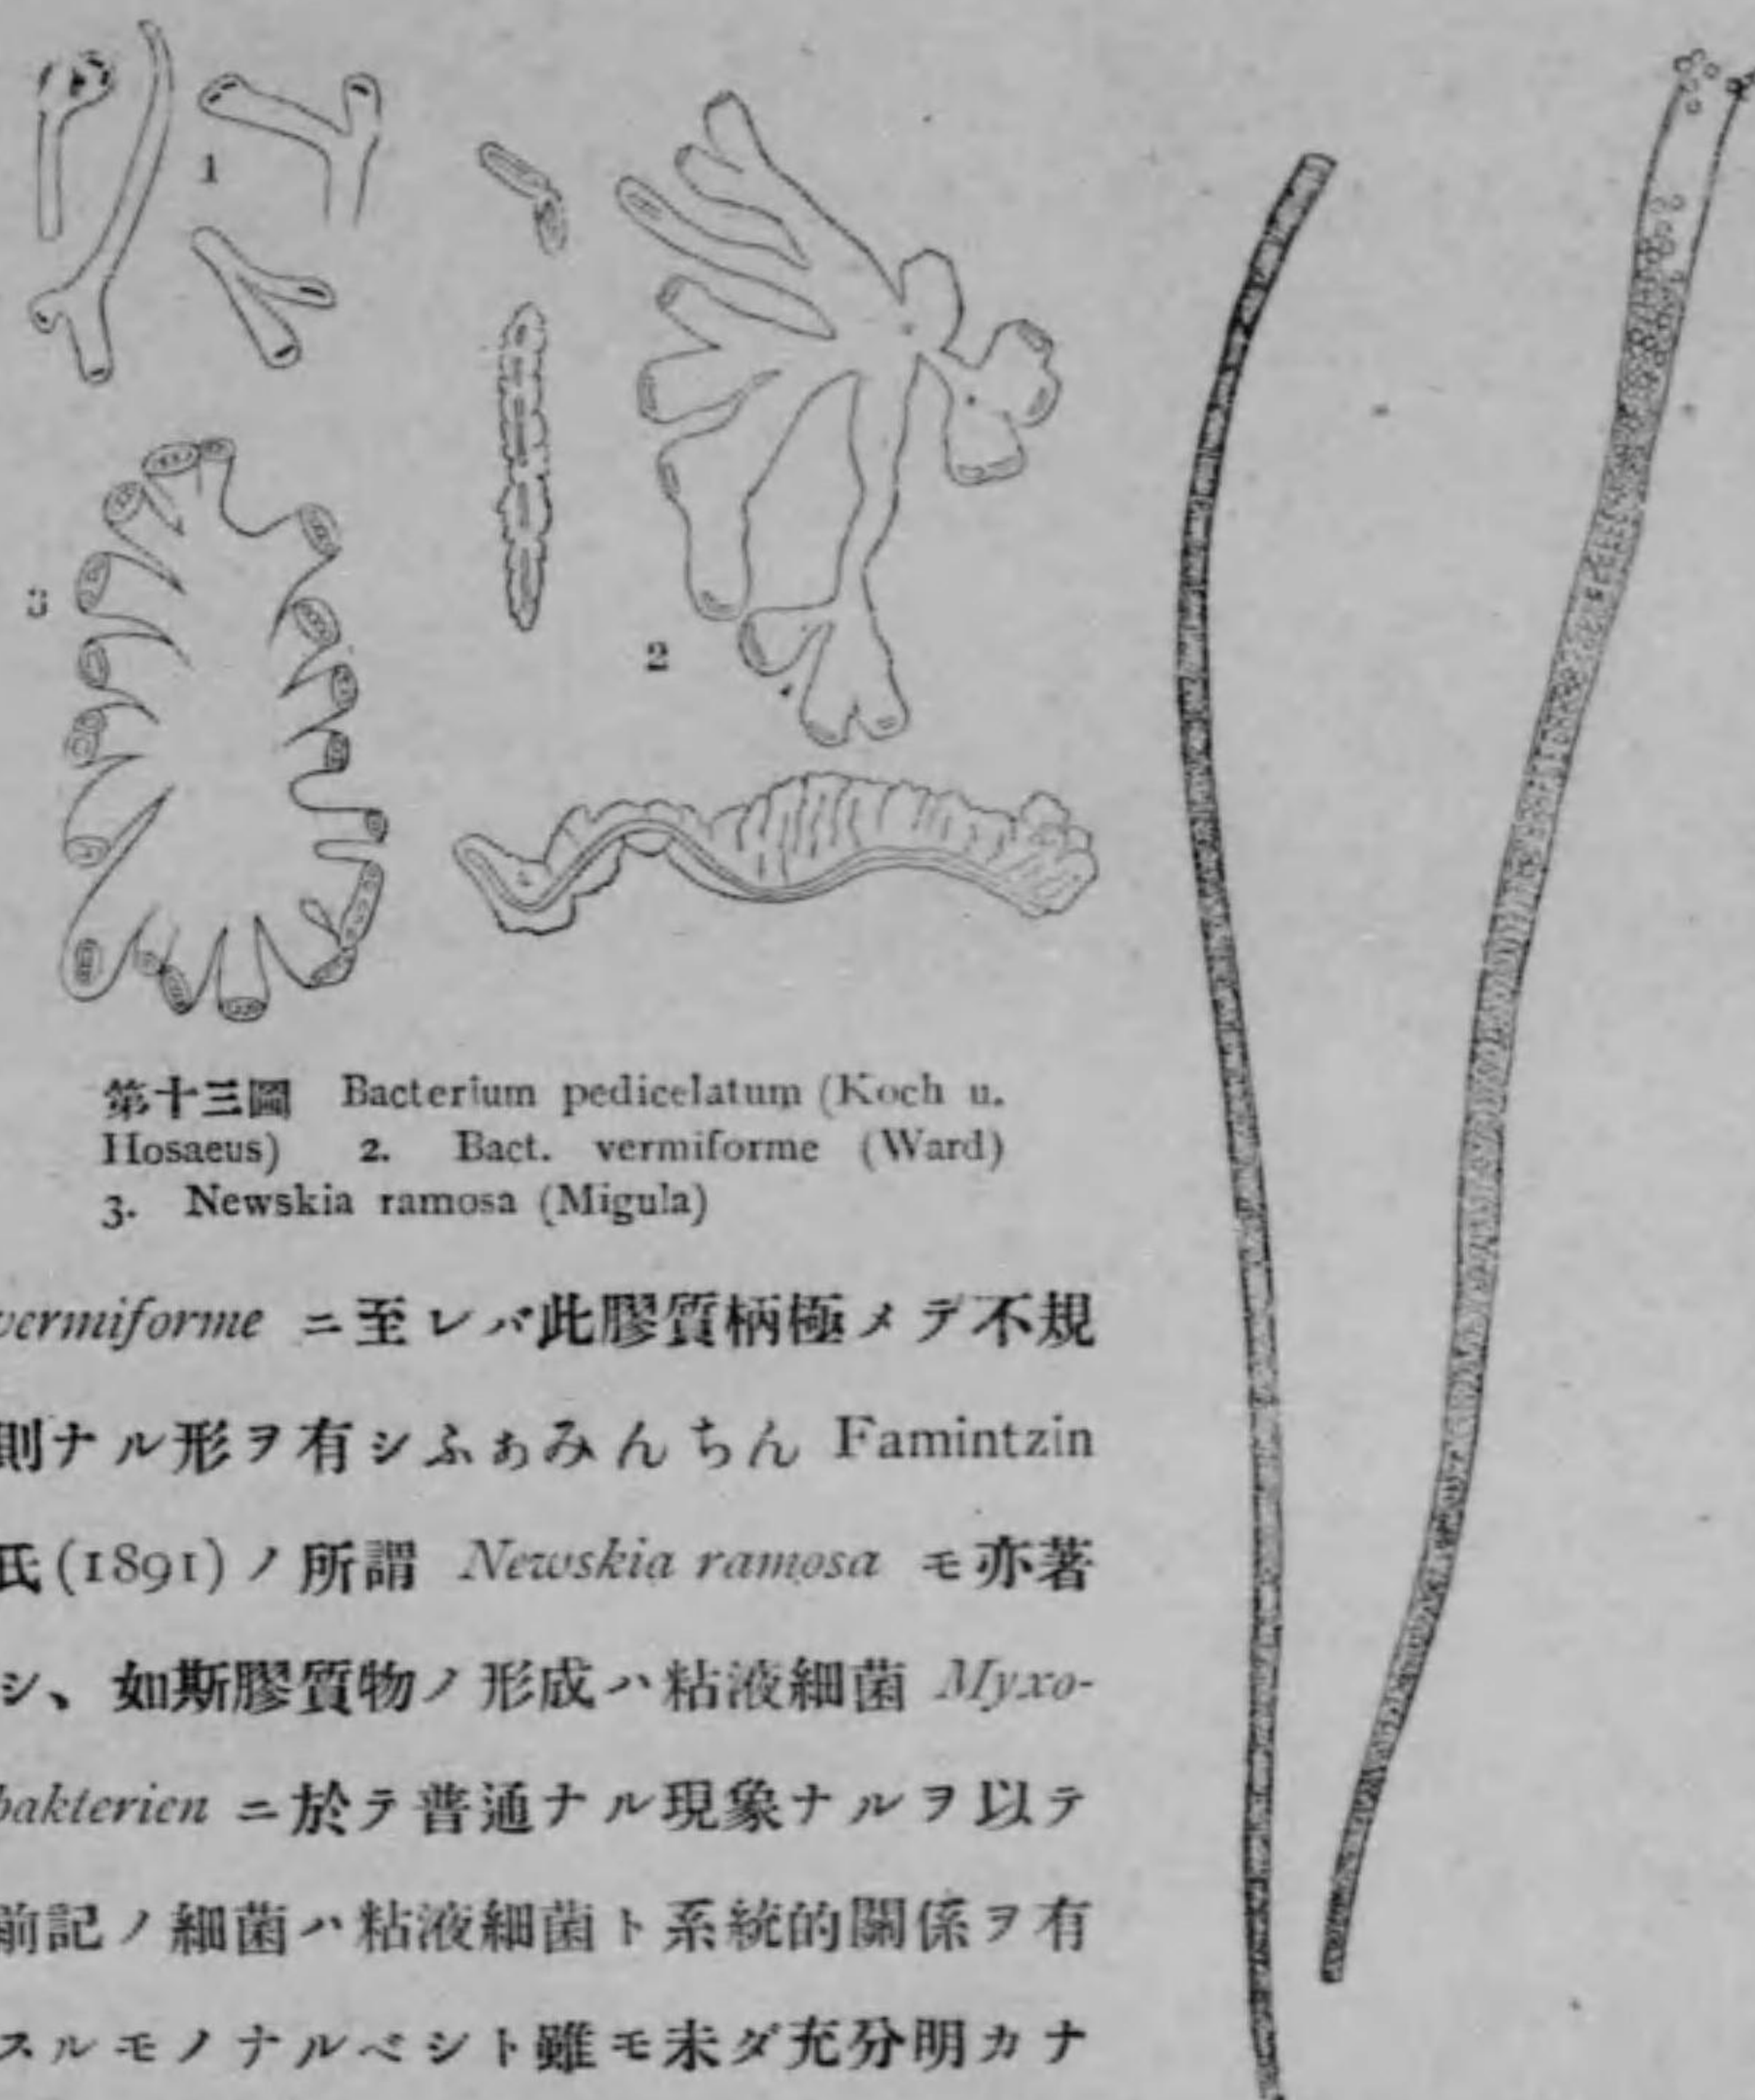 1
3
2
第十三圖 Bacterium pedicelatum (Koch u.
Hosaeus) 2. Bact. vermiforme (Ward)
3. Newskia ramosa (Migula)
vermiforme ニ至レバ此膠質柄極メデ不規
則ナル形ヲ有シふぁみんちん Famintzin
氏(1891)ノ所謂 Newskia ramosa モ亦著
シ、如斯膠質物ノ形成ハ粘液細菌 Myxo-
bakterien ニ於テ普通ナル現象ナルヲ以テ
前記ノ細菌ハ粘液細菌ト系統的關係ヲ有
スルモノナルベシト雖モ未ダ充分明カナ